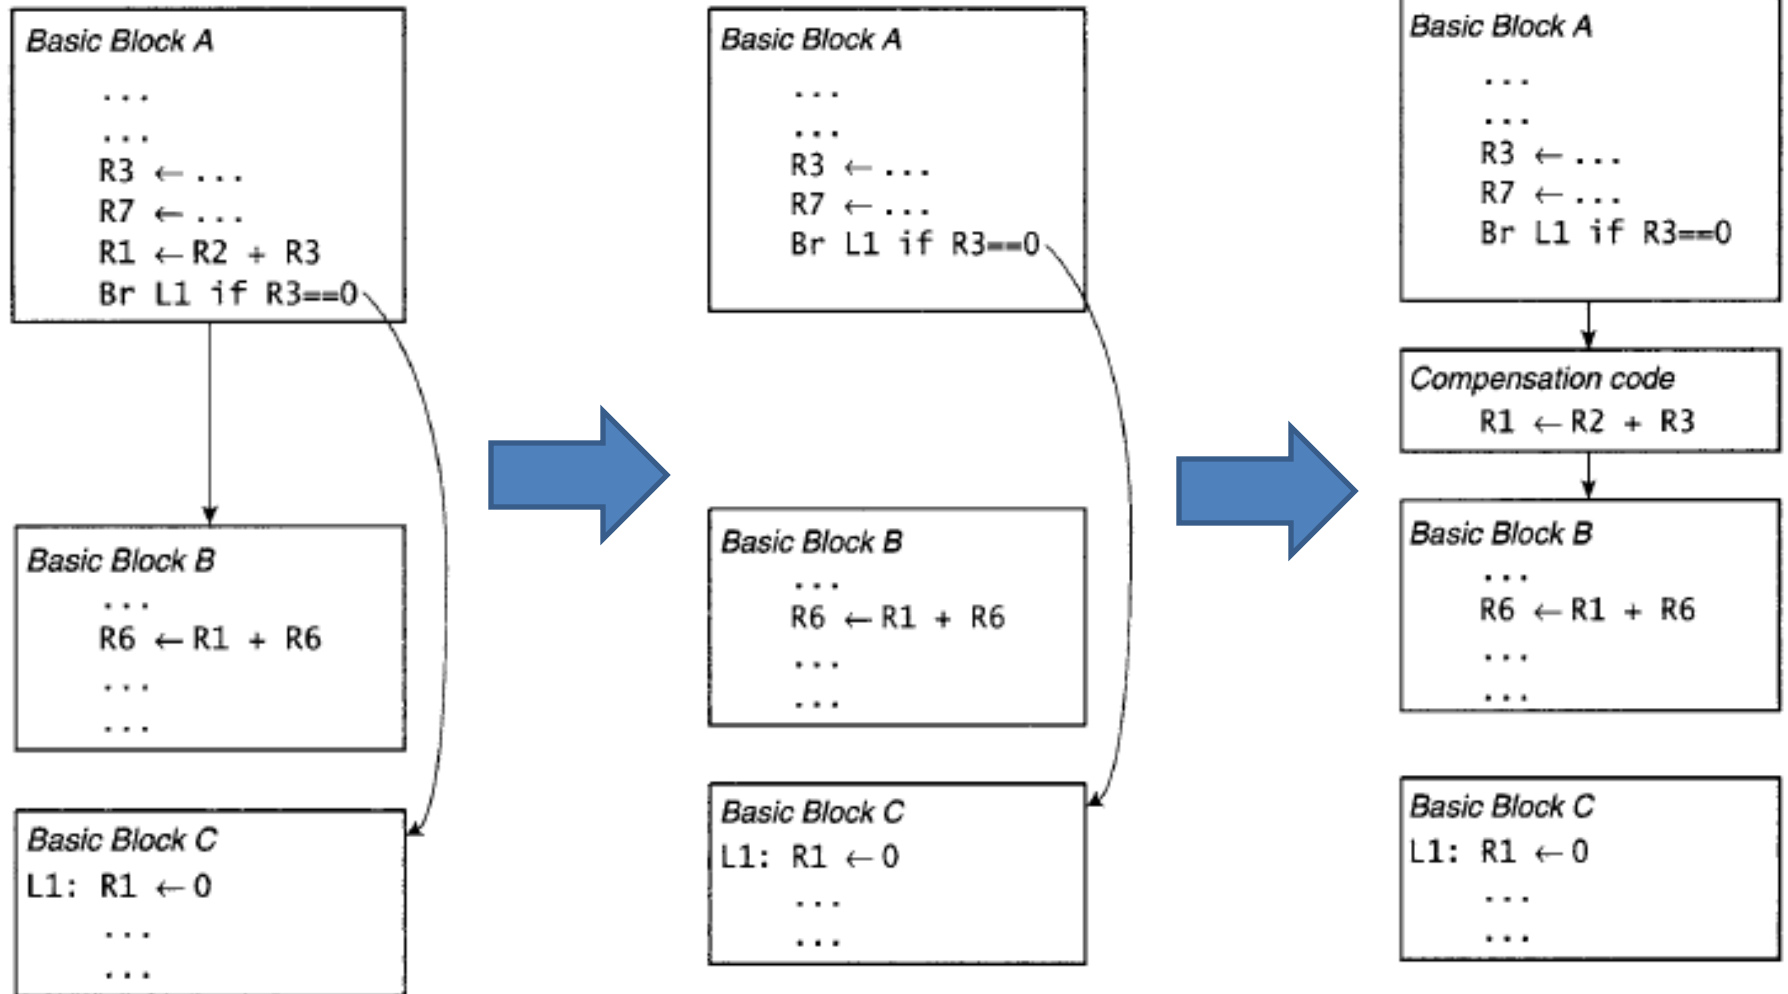 Basic Block A
...
...
R3 ← ...
R7 ← ...
R1 ← R2 + R3
Br L1 if R3==0
Basic Block B
...
R6 ← R1 + R6
...
...
Basic Block C
L1: R1 ← 0
...
...
Basic Block A
...
...
R3 ← ...
R7 ← ...
Br L1 if R3==0
Basic Block B
...
R6 ← R1 + R6
...
...
Basic Block C
L1: R1 ← 0
...
...
Basic Block A
...
...
R3 ← ...
R7 ← ...
Br L1 if R3==0
Compensation code
R1 ← R2 + R3
Basic Block B
...
R6 ← R1 + R6
...
...
Basic Block C
L1: R1 ← 0
...
...